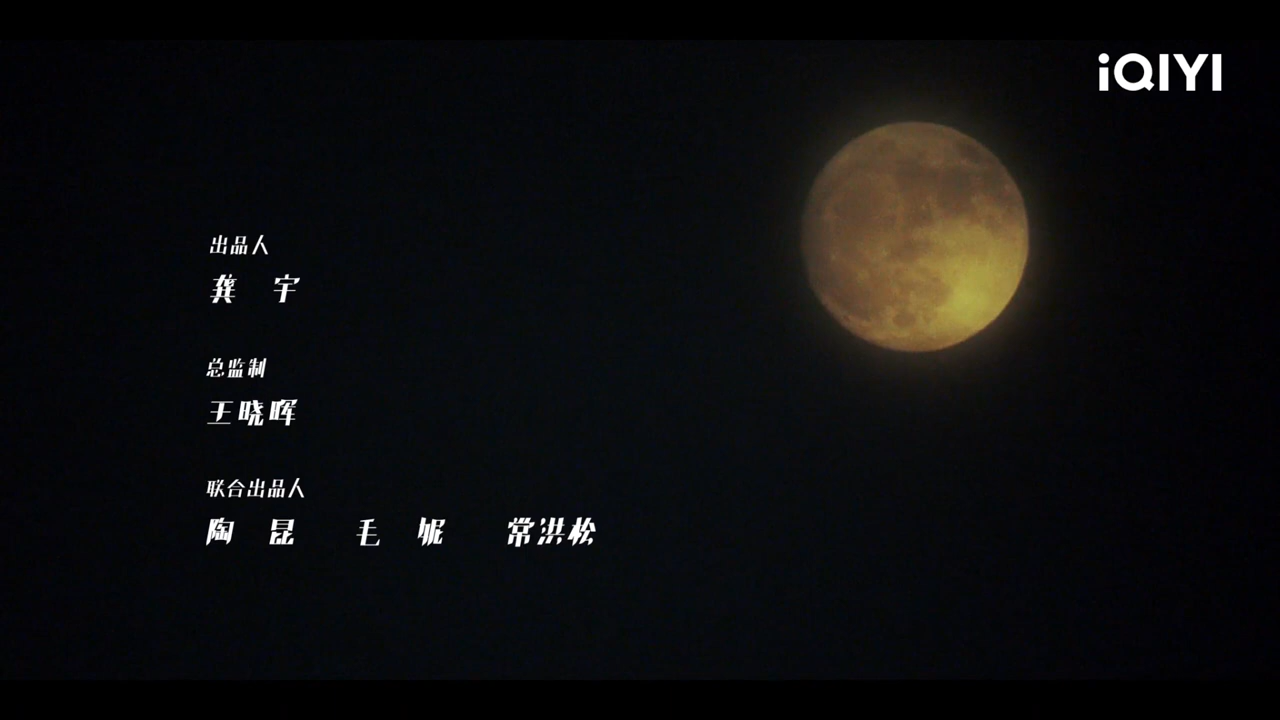 iQIYI
出品人
龚 宇
总监制
王晓晖
联合出品人
陶 昆 毛 妮 常洪松